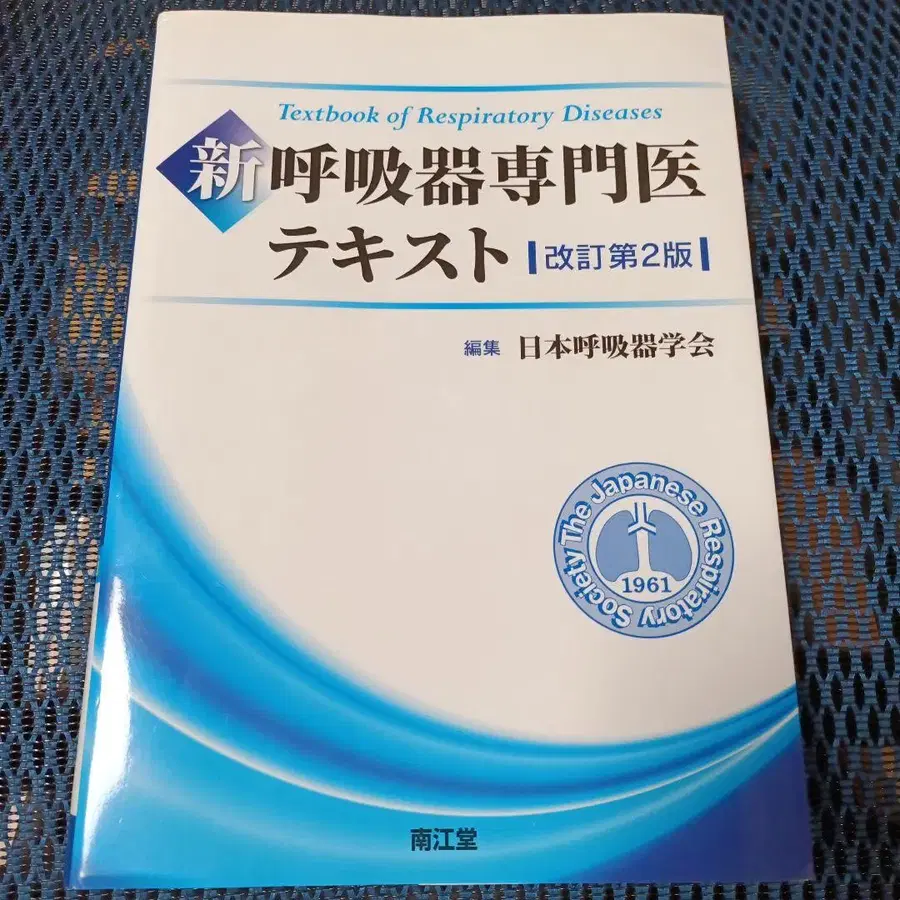 Textbook of Respiratory Diseases
新呼吸器専門医
テキスト 改訂第2版
編集 日本呼吸器学会
The Japanese Respiratory Society
1961
南江堂